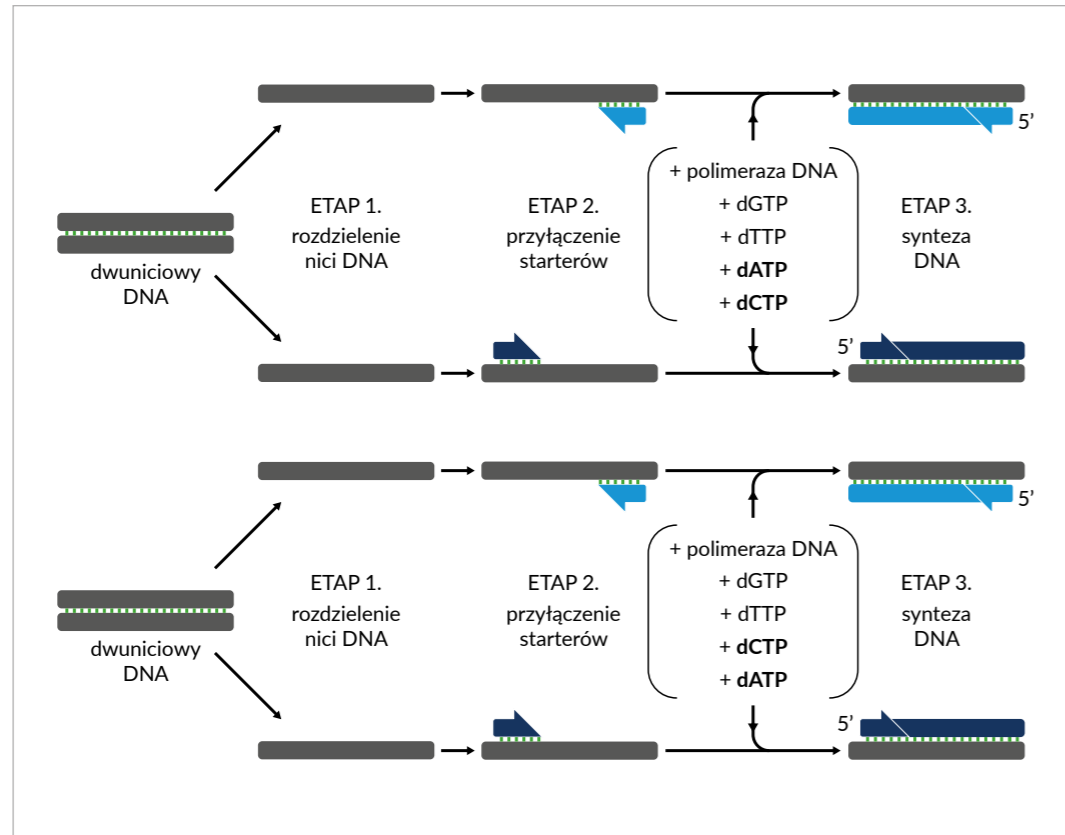 + polimeraza DNA
+ dGTP
+ dTTP
+ dATP
+ dCTP
5’
ETAP 1.
rozdzielenie
nici DNA
ETAP 2.
przyłączenie
starterów
ETAP 3.
synteza
DNA
dwuniciowy
DNA
5’
5’
+ polimeraza DNA
+ dGTP
+ dTTP
+ dCTP
+ dATP
ETAP 1.
rozdzielenie
nici DNA
ETAP 2.
przyłączenie
starterów
ETAP 3.
synteza
DNA
dwuniciowy
DNA
5’